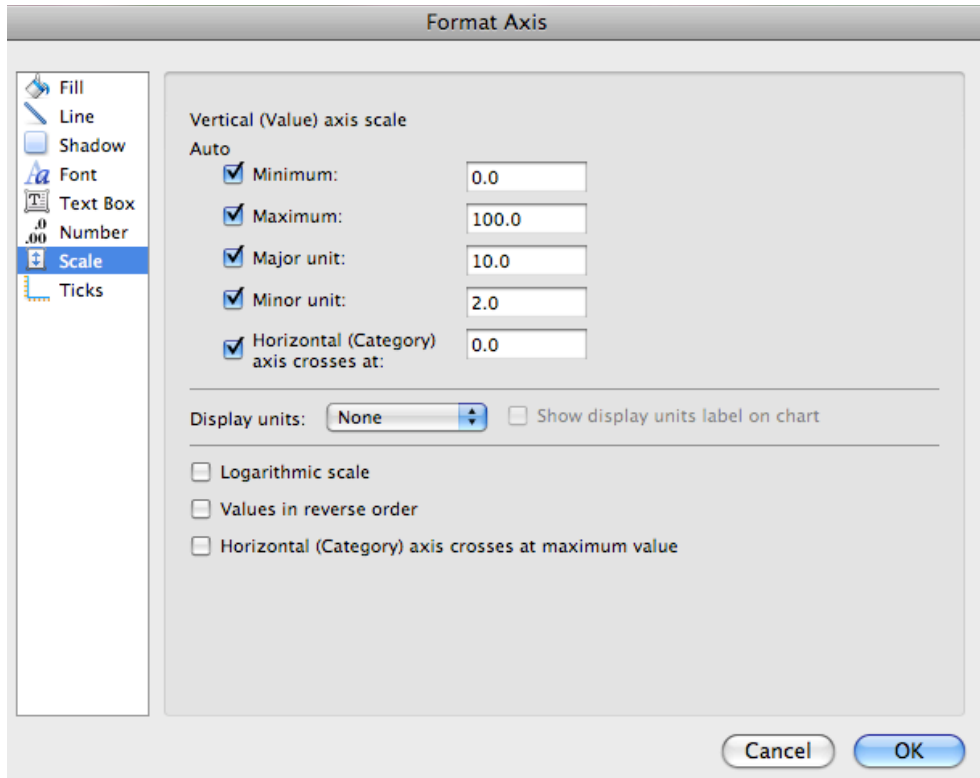 Format Axis
Fill
Line
Shadow
Font
Text Box
Number
Scale
Ticks
Vertical (Value) axis scale
Auto
Minimum: 0.0
Maximum: 100.0
Major unit: 10.0
Minor unit: 2.0
Horizontal (Category)
axis crosses at: 0.0
Display units: None Show display units label on chart
Logarithmic scale
Values in reverse order
Horizontal (Category) axis crosses at maximum value
Cancel OK